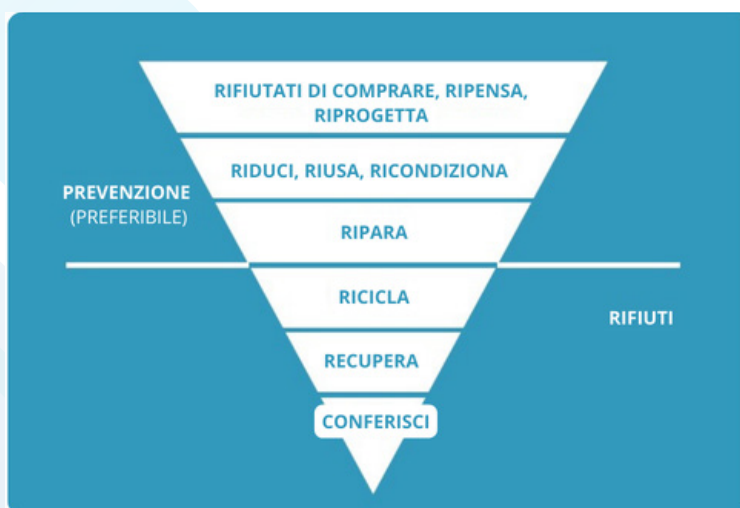 RIFIUTATI DI COMPRARE, RIPENSA,
RIPROGETTA
RIDUCI, RIUSA, RICONDIZIONA
PREVENZIONE
(PREFERIBILE)
RIPARA
RICICLA
RIFIUTI
RECUPERA
CONFERISCI